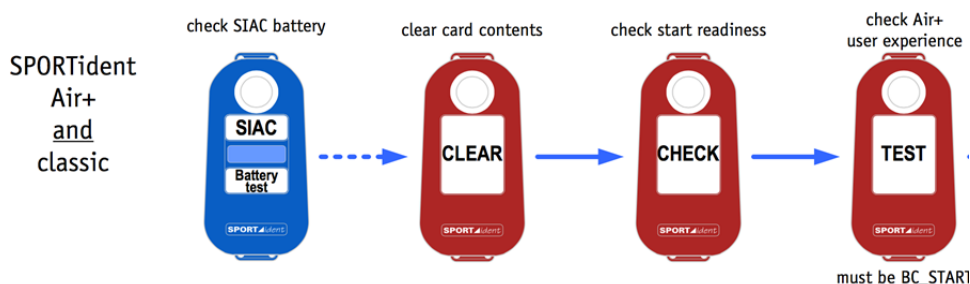 SPORTident
Air+
and
classic
check SIAC battery
SIAC
Battery
test
SPORTident
clear card contents
CLEAR
SPORTident
check start readiness
CHECK
SPORTident
check Air+
user experience
TEST
SPORTident
must be BC_START